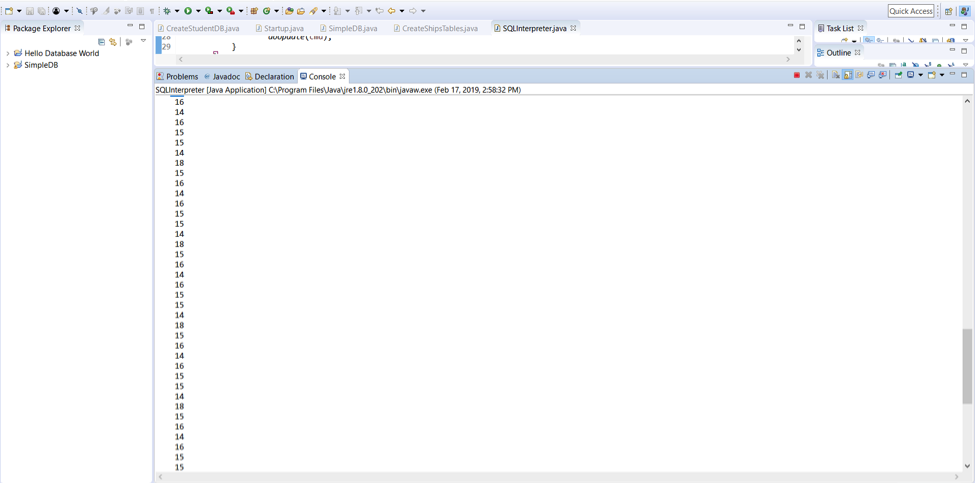 Quick Access
Package Explorer
Hello Database World
SimpleDB
CreateStudentDB.java
Startup.java
SimpleDB.java
CreateShipsTables.java
SQLInterpreter.java
28 doUpdate(cmd);
29 }
Task List
Outline
Problems
Javadoc
Declaration
Console
SQLInterpreter [Java Application] C:\Program Files\Java\jre1.8.0_202\bin\javaw.exe (Feb 17, 2019, 2:58:32 PM)
16
14
16
15
15
14
18
15
16
14
16
15
15
14
18
15
16
14
16
15
15
14
18
15
16
14
16
15
15
14
18
15
16
14
16
15
15